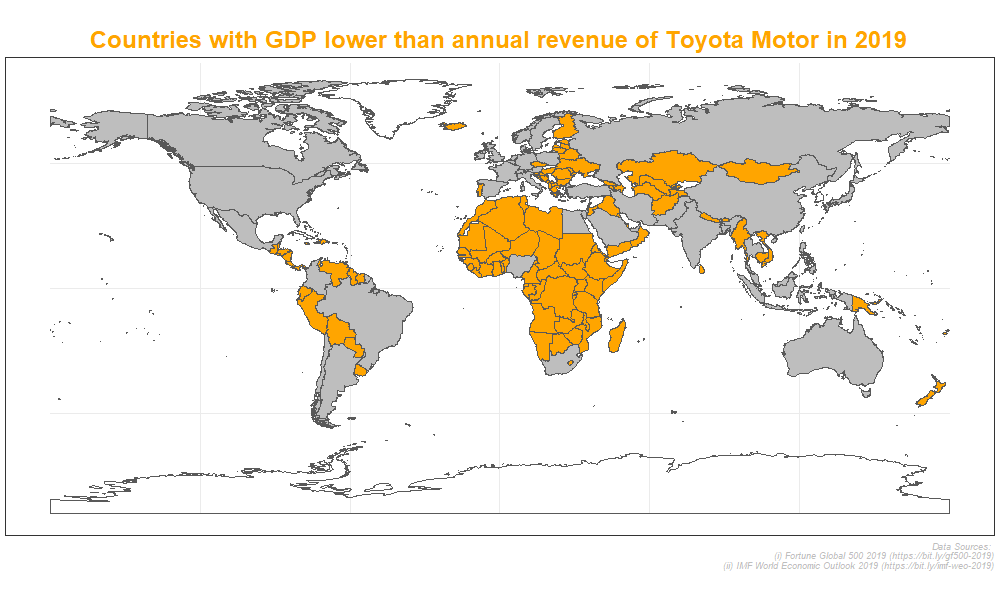 Countries with GDP lower than annual revenue of Toyota Motor in 2019
Data Sources:
(i) Fortune Global 500 2019 (https://bit.ly/gf500-2019)
(ii) IMF World Economic Outlook 2019 (https://bit.ly/imf-weo-2019)